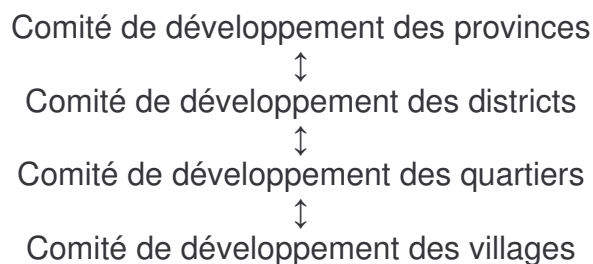 Comité de développement des provinces
↕
Comité de développement des districts
↕
Comité de développement des quartiers
↕
Comité de développement des villages